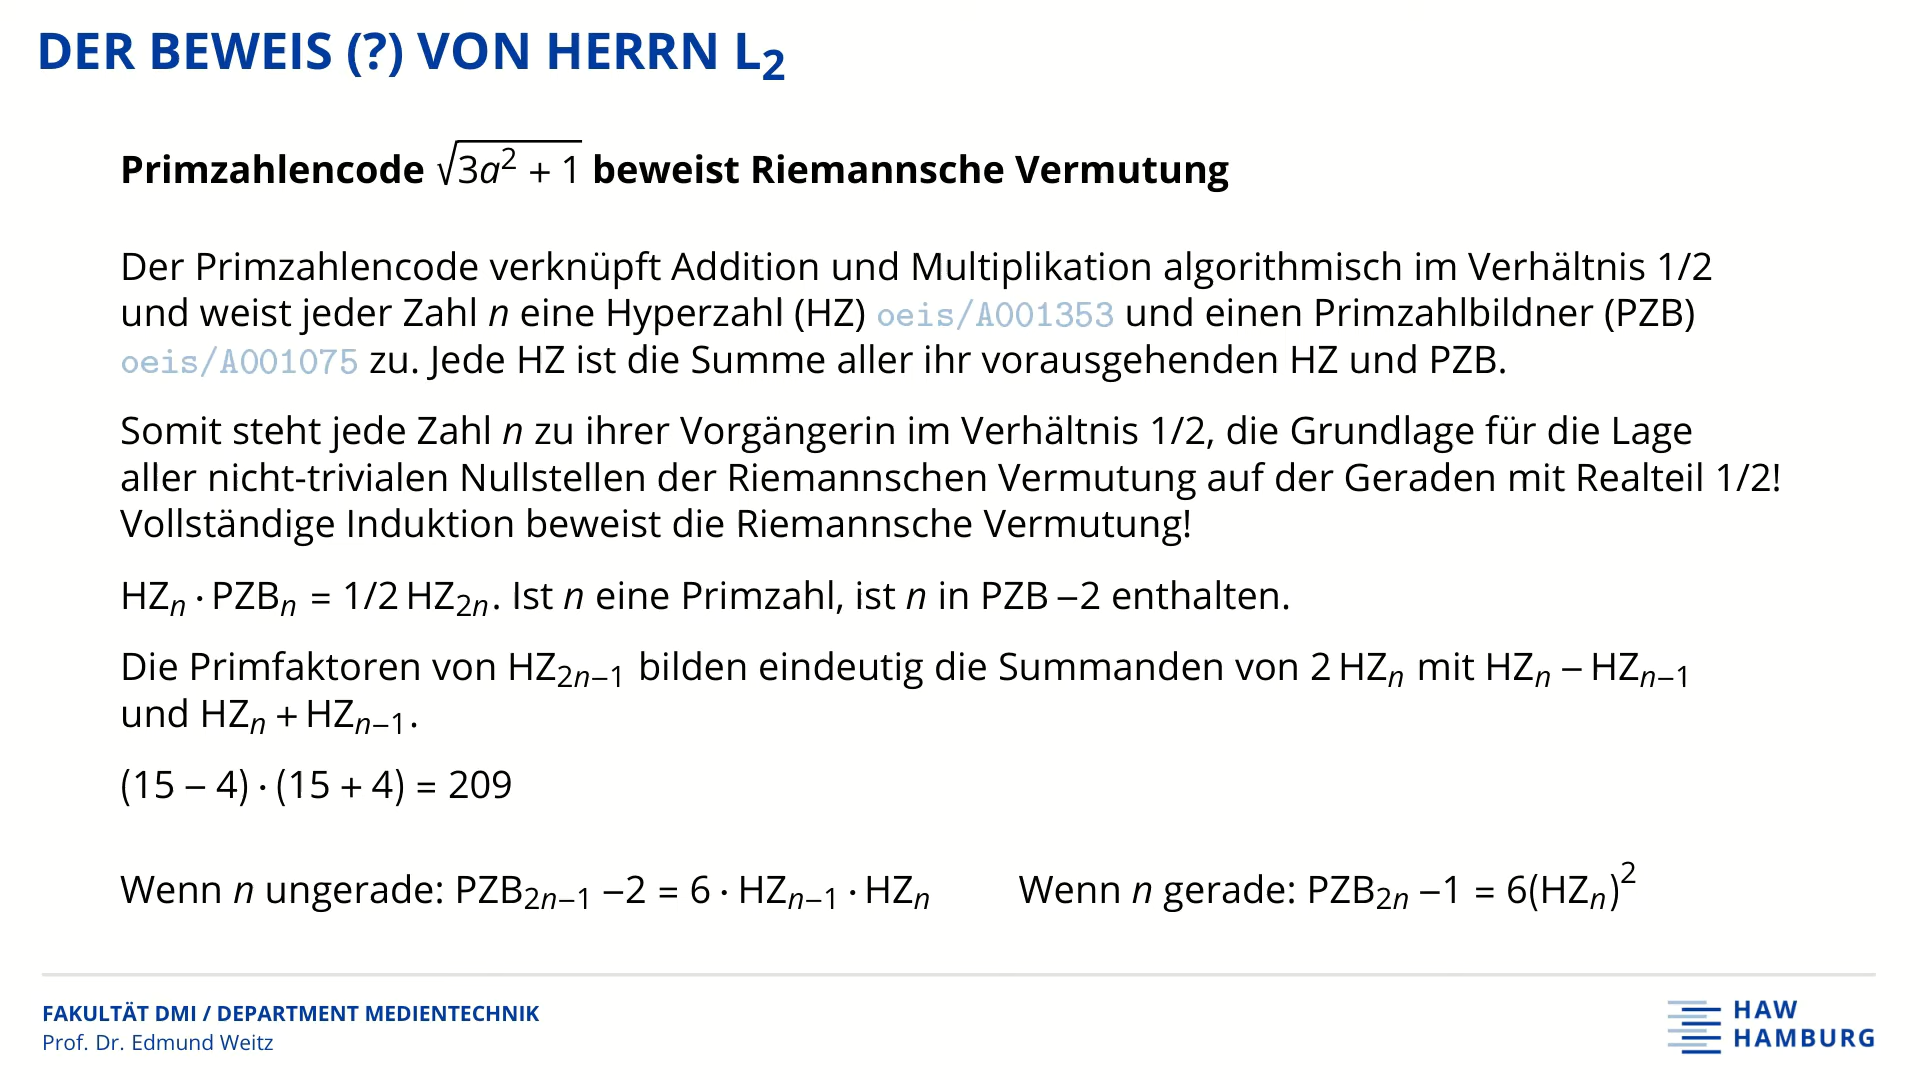 DER BEWEIS (?) VON HERRN L₂
Primzahlencode √(3a² + 1) beweist Riemannsche Vermutung
Der Primzahlencode verknüpft Addition und Multiplikation algorithmisch im Verhältnis 1/2
und weist jeder Zahl n eine Hyperzahl (HZ) oeis/A001353 und einen Primzahlbildner (PZB)
oeis/A001075 zu. Jede HZ ist die Summe aller ihr vorausgehenden HZ und PZB.
Somit steht jede Zahl n zu ihrer Vorgängerin im Verhältnis 1/2, die Grundlage für die Lage
aller nicht-trivialen Nullstellen der Riemannschen Vermutung auf der Geraden mit Realteil 1/2!
Vollständige Induktion beweist die Riemannsche Vermutung!
HZₙ · PZBₙ = 1/2 HZ₂ₙ. Ist n eine Primzahl, ist n in PZB −2 enthalten.
Die Primfaktoren von HZ₂ₙ₋₁ bilden eindeutig die Summanden von 2 HZₙ mit HZₙ − HZₙ₋₁
und HZₙ + HZₙ₋₁.
(15 − 4) · (15 + 4) = 209
Wenn n ungerade: PZB₂ₙ₋₁ −2 = 6 · HZₙ₋₁ · HZₙ Wenn n gerade: PZB₂ₙ −1 = 6(HZₙ)²
FAKULTÄT DMI / DEPARTMENT MEDIENTECHNIK
Prof. Dr. Edmund Weitz
HAW
HAMBURG